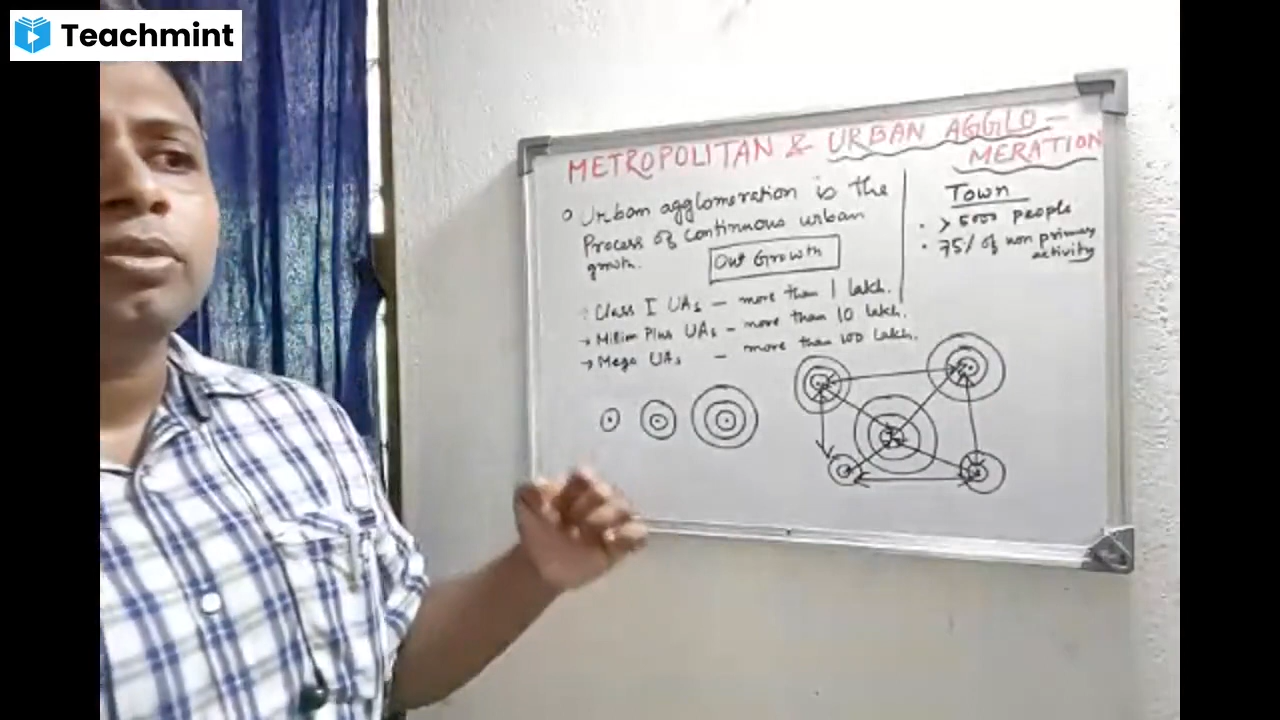 Teachmint
METROPOLITAN & URBAN AGGLO-
MERATION
Urban agglomeration is the
Process of continuous urban
growth.
Out Growth
Class I UAs - more than 1 lakh.
→ Million Plus UAs - more than 10 lakh.
→ Mega UAs - more than 100 lakh.
Town
· > 5000 people
· 75% of non primary
activity